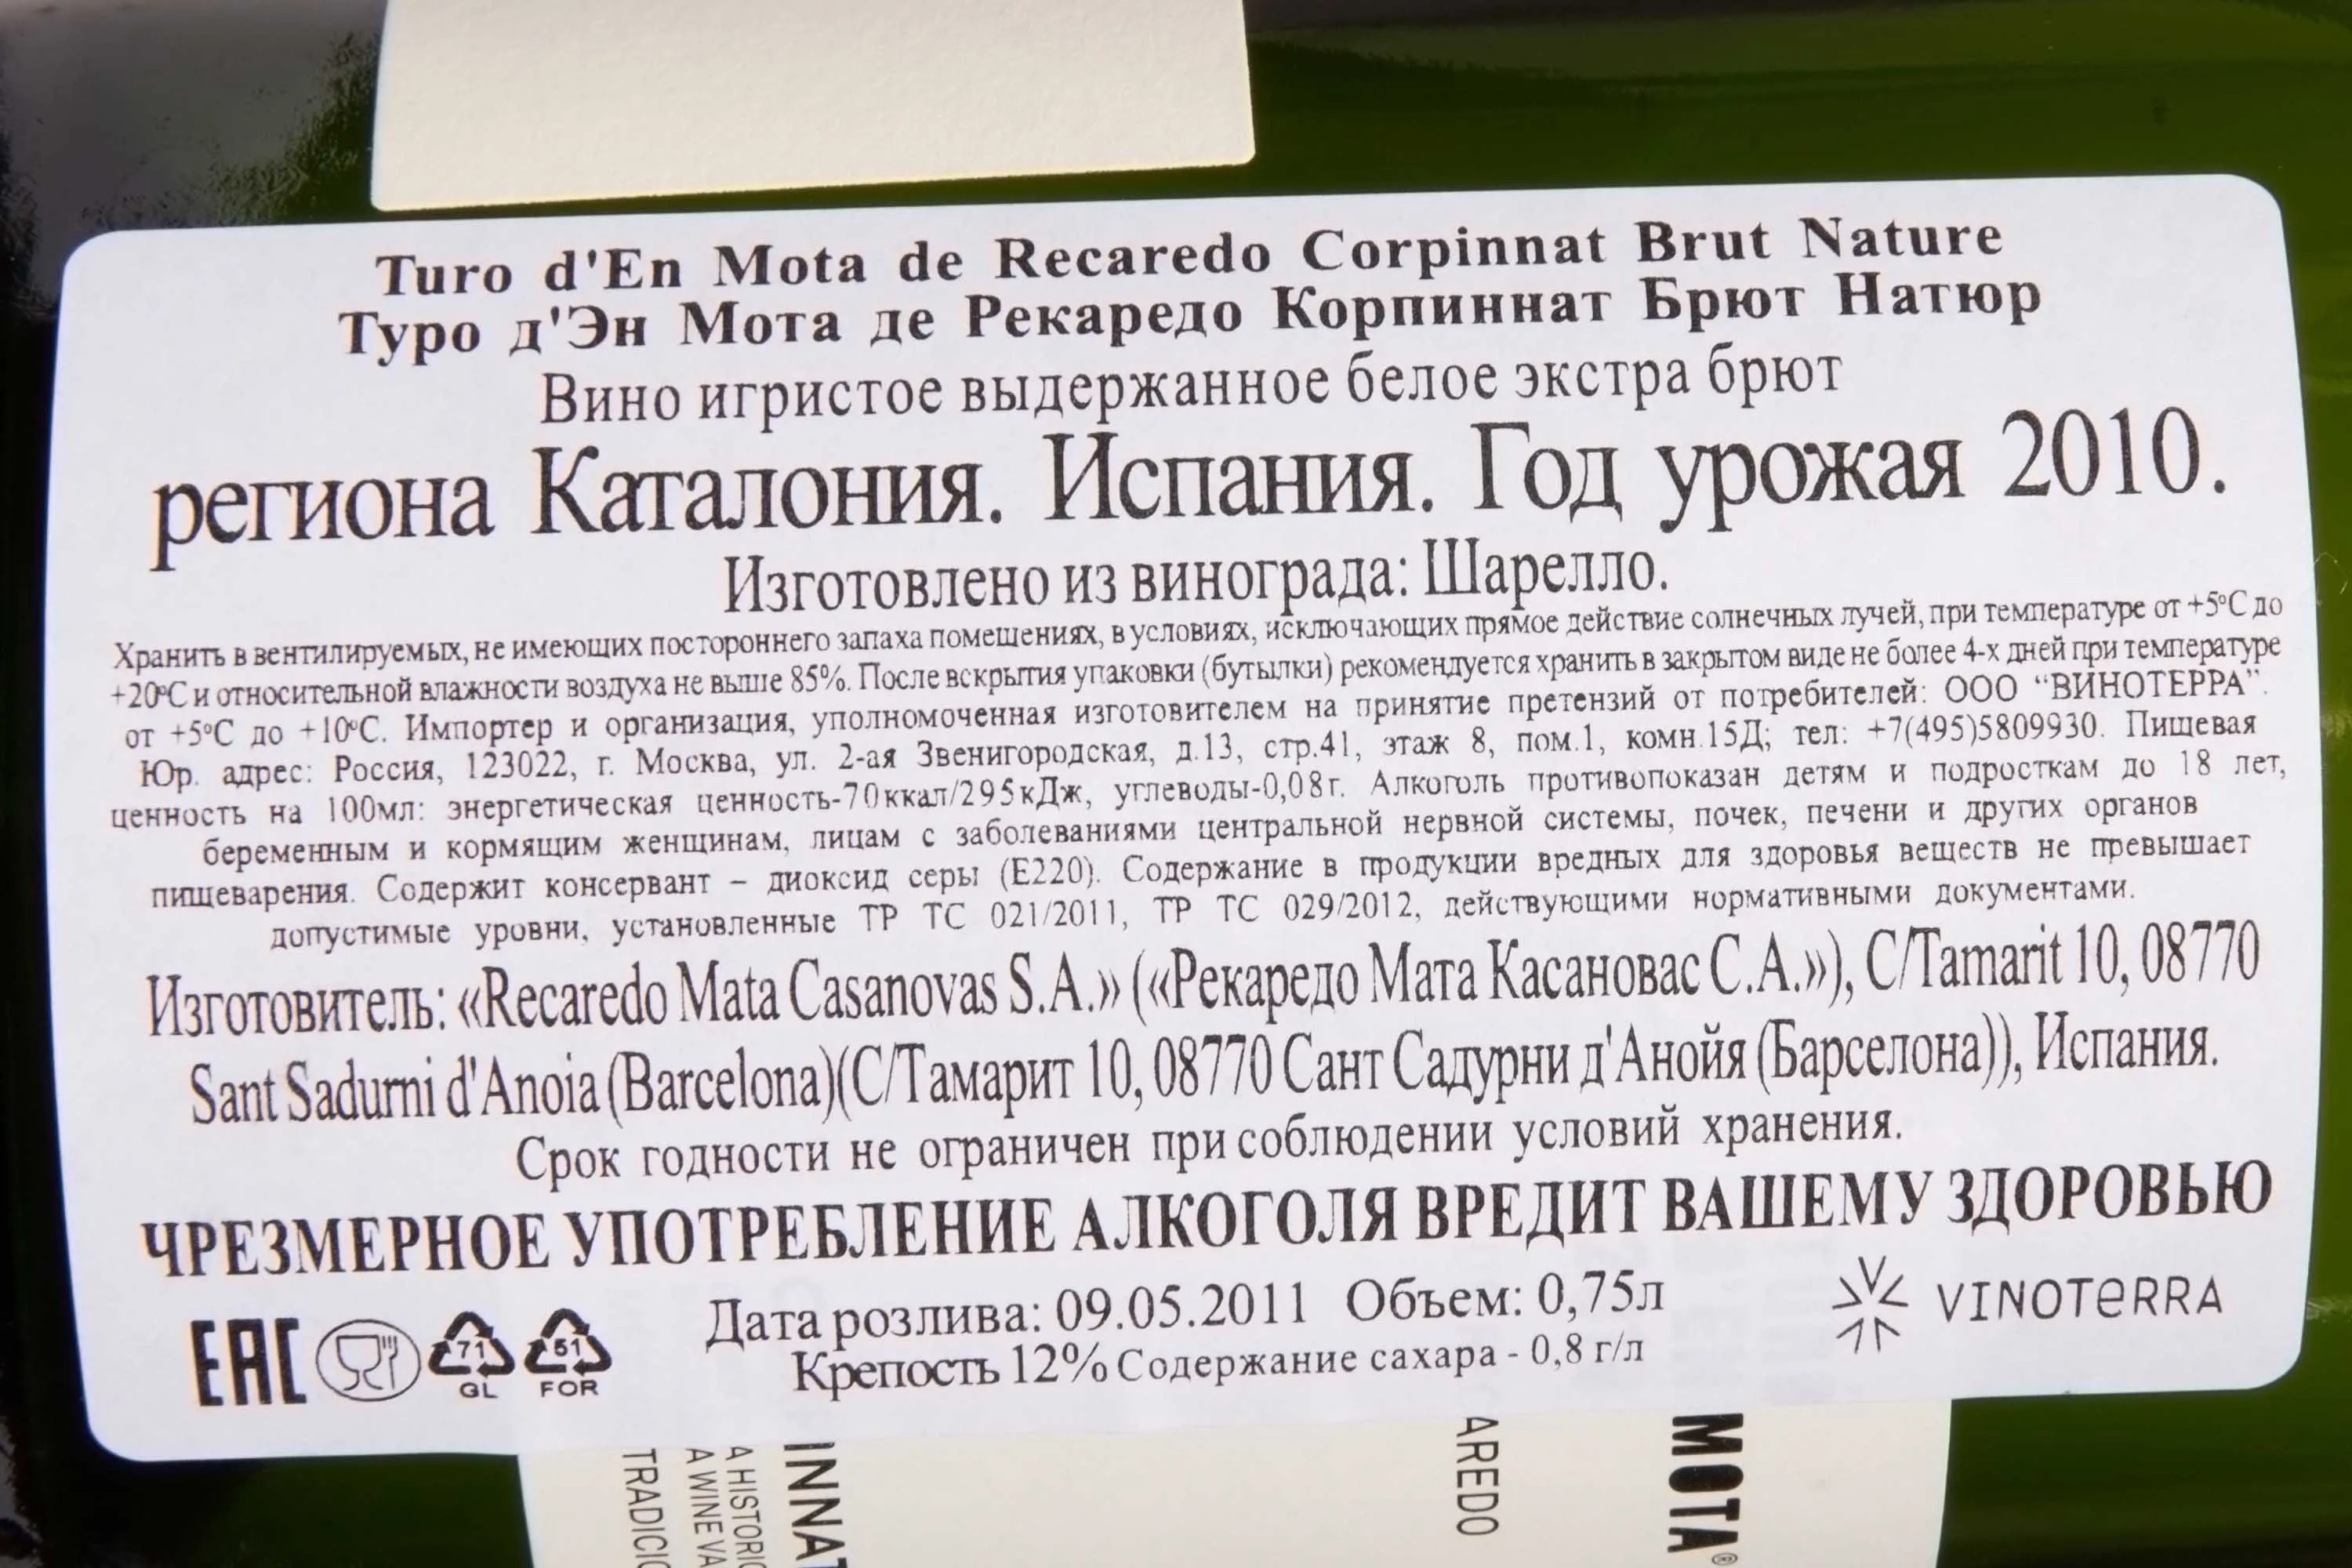 Turo d'En Mota de Recaredo Corpinnat Brut Nature
Туро д'Эн Мота де Рекаредо Корпиннат Брют Натюр
Вино игристое выдержанное белое экстра брют
региона Каталония. Испания. Год урожая 2010.
Изготовлено из винограда: Шарелло.
Хранить в вентилируемых, не имеющих постороннего запаха помещениях, в условиях, исключающих прямое действие солнечных лучей, при температуре от +5°C до
+20°C и относительной влажности воздуха не выше 85%. После вскрытия упаковки (бутылки) рекомендуется хранить в закрытом виде не более 4-х дней при температуре
от +5°C до +10°C. Импортер и организация, уполномоченная изготовителем на принятие претензий от потребителей: ООО “ВИНОТЕРРА”.
Юр. адрес: Россия, 123022, г. Москва, ул. 2-ая Звенигородская, д.13, стр.41, этаж 8, пом.1, комн.15Д; тел: +7(495)5809930. Пищевая
ценность на 100мл: энергетическая ценность-70ккал/295кДж, углеводы-0,08г. Алкоголь противопоказан детям и подросткам до 18 лет,
беременным и кормящим женщинам, лицам с заболеваниями центральной нервной системы, почек, печени и других органов
пищеварения. Содержит консервант – диоксид серы (E220). Содержание в продукции вредных для здоровья веществ не превышает
допустимые уровни, установленные ТР ТС 021/2011, ТР ТС 029/2012, действующими нормативными документами.
Изготовитель: «Recaredo Mata Casanovas S.A.» («Рекаредо Мата Касановас С.А.»), C/Tamarit 10, 08770
Sant Sadurni d'Anoia (Barcelona)(С/Тамарит 10, 08770 Сант Садурни д'Анойя (Барселона)), Испания.
Срок годности не ограничен при соблюдении условий хранения.
ЧРЕЗМЕРНОЕ УПОТРЕБЛЕНИЕ АЛКОГОЛЯ ВРЕДИТ ВАШЕМУ ЗДОРОВЬЮ
Дата розлива: 09.05.2011 Объем: 0,75л
Крепость 12% Содержание сахара - 0,8 г/л
EAC
71
GL
51
FOR
VINOTeRRA
MOTA®
AREDO
INNAT
A HISTORIC
A WINE VA
TRADICIO